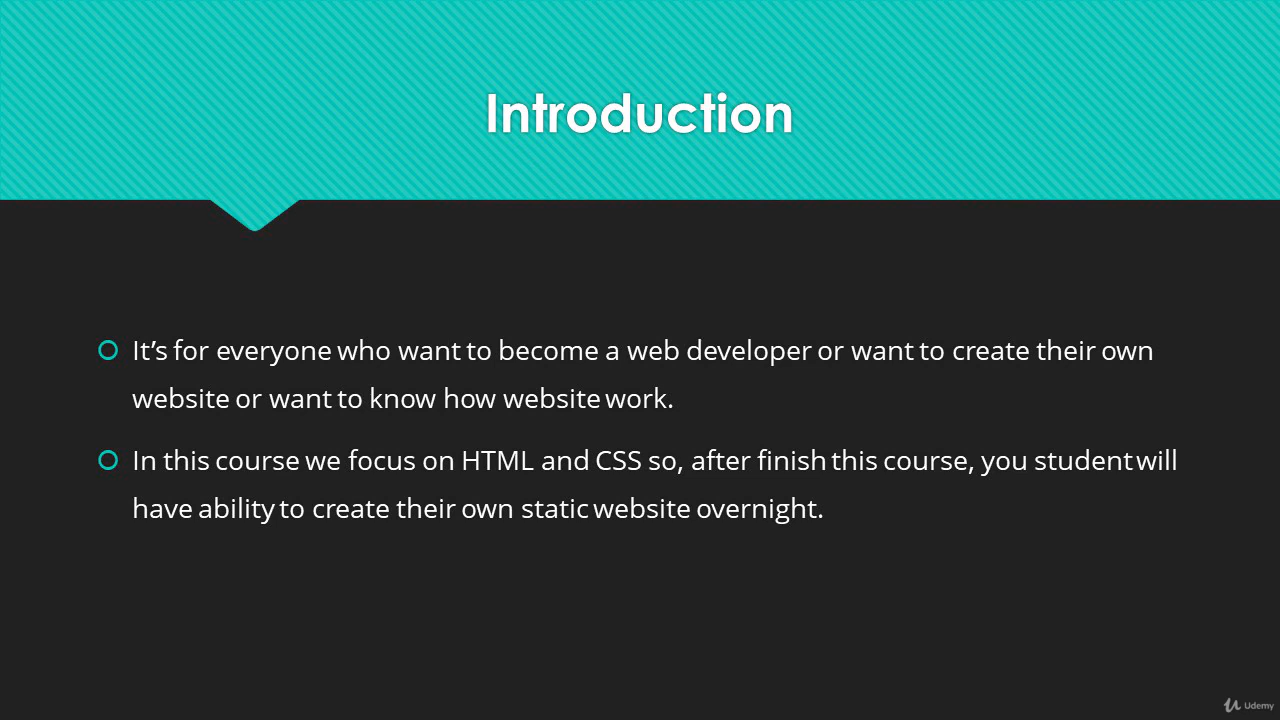 Introduction
It’s for everyone who want to become a web developer or want to create their own
website or want to know how website work.
In this course we focus on HTML and CSS so, after finish this course, you student will
have ability to create their own static website overnight.
Udemy